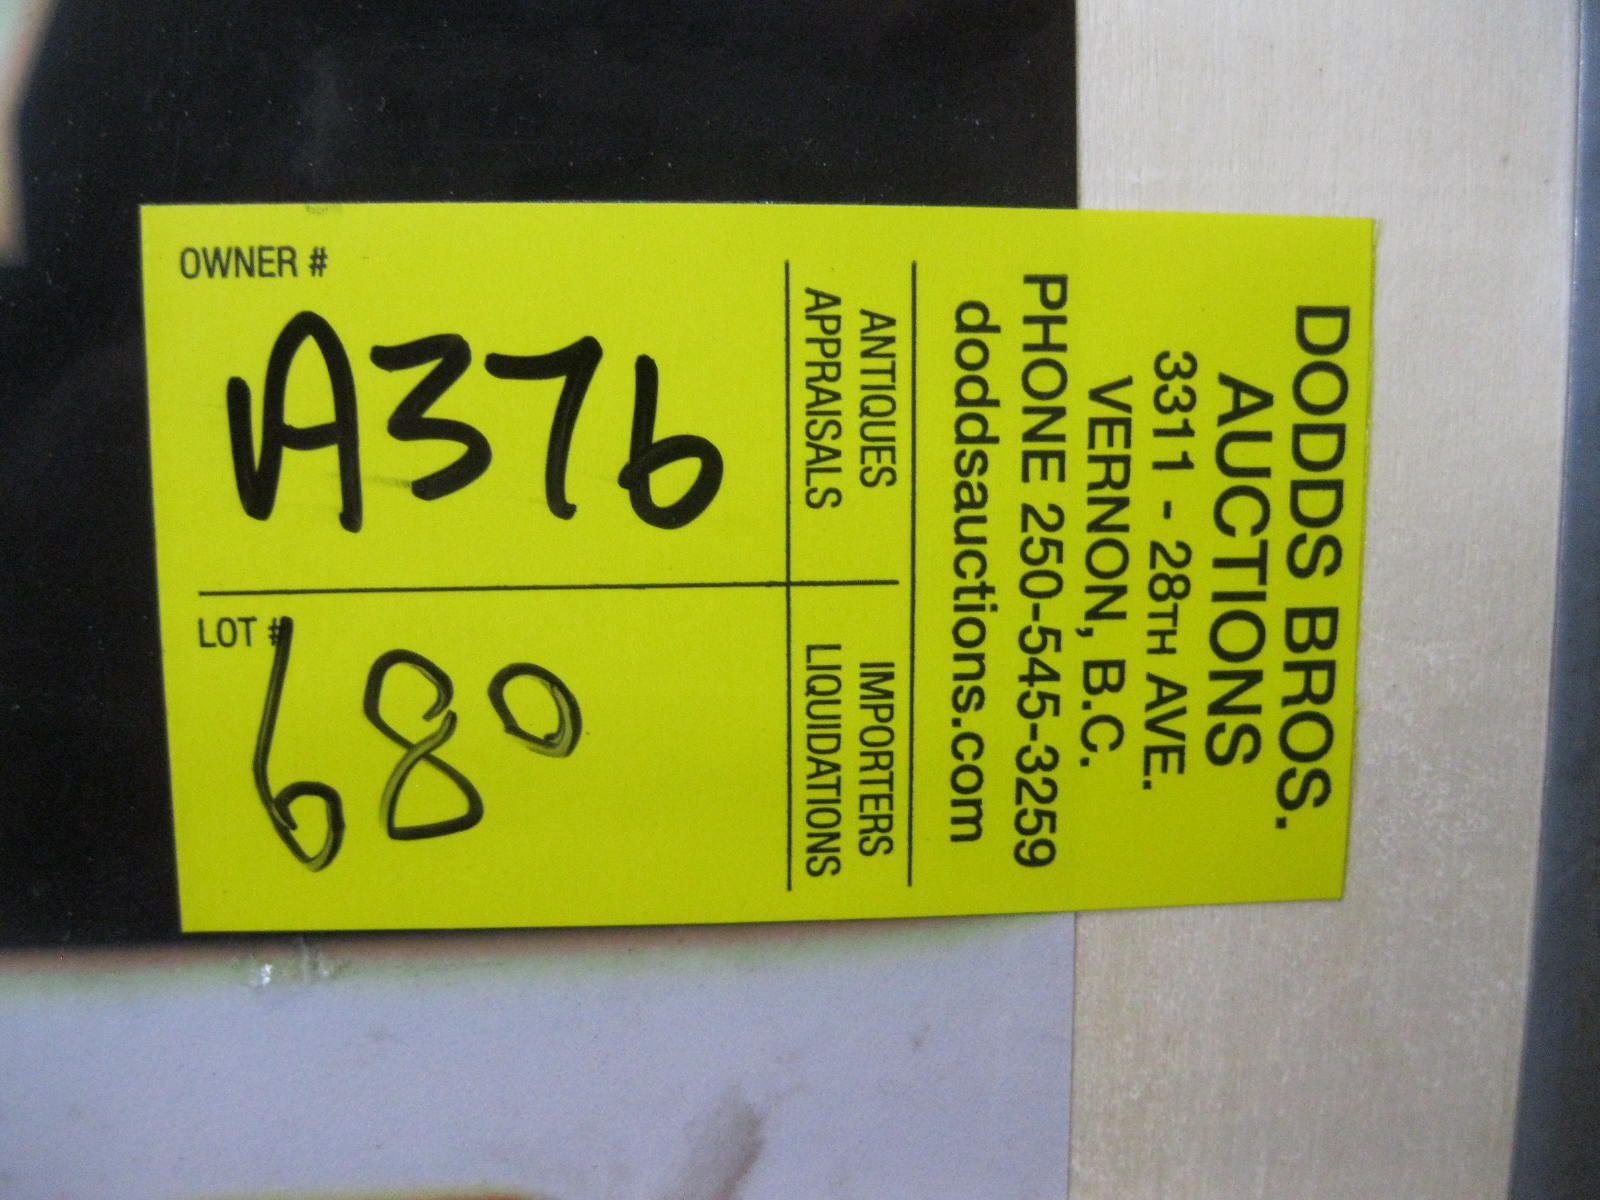 OWNER #
A376
LOT #
680
ANTIQUES
APPRAISALS
IMPORTERS
LIQUIDATIONS
DODDS BROS.
AUCTIONS
3311 - 28TH AVE.
VERNON, B.C.
PHONE 250-545-3259
doddsauctions.com